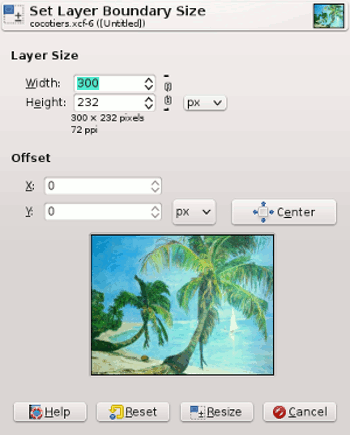 Set Layer Boundary Size
cocotiers.xcf-6 ([Untitled])
Layer Size
Width: 300
Height: 232 px
300 × 232 pixels
72 ppi
Offset
X: 0
Y: 0 px Center
Help Reset Resize Cancel